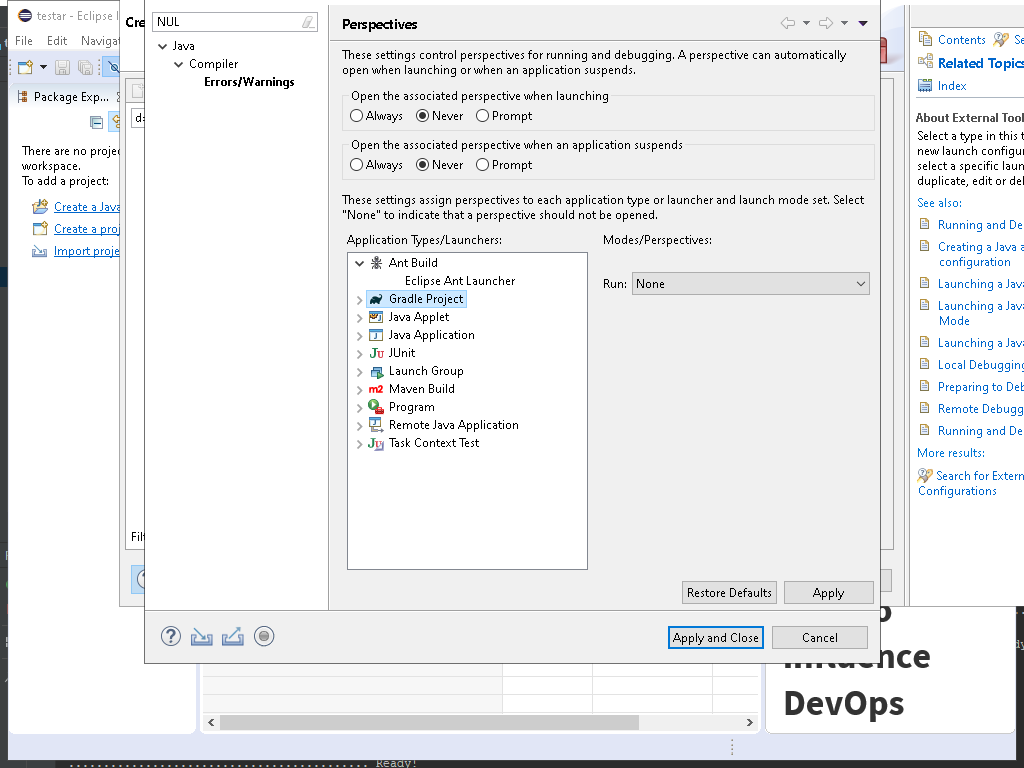 testar - Eclipse I
File
Edit
Navigat
Package Exp...
There are no proje
workspace.
To add a project:
Create a Java
Create a proj
Import proje
Cre
Filt
NUL
Java
Compiler
Errors/Warnings
Perspectives
These settings control perspectives for running and debugging. A perspective can automatically
open when launching or when an application suspends.
Open the associated perspective when launching
Always
Never
Prompt
Open the associated perspective when an application suspends
Always
Never
Prompt
These settings assign perspectives to each application type or launcher and launch mode set. Select
"None" to indicate that a perspective should not be opened.
Application Types/Launchers:
Modes/Perspectives:
Ant Build
Eclipse Ant Launcher
Gradle Project
Java Applet
Java Application
JUnit
Launch Group
Maven Build
Program
Remote Java Application
Task Context Test
Run:
None
Restore Defaults
Apply
Apply and Close
Cancel
Contents
Se
Related Topics
Index
About External Tool
Select a type in this t
new launch configur
select a specific laun
duplicate, edit or del
See also:
Running and De
Creating a Java a
configuration
Launching a Java
Launching a Java
Mode
Launching a Java
Local Debugging
Preparing to Deb
Remote Debugg
Running and De
More results:
Search for Extern
Configurations
Influence
DevOps
Ready!